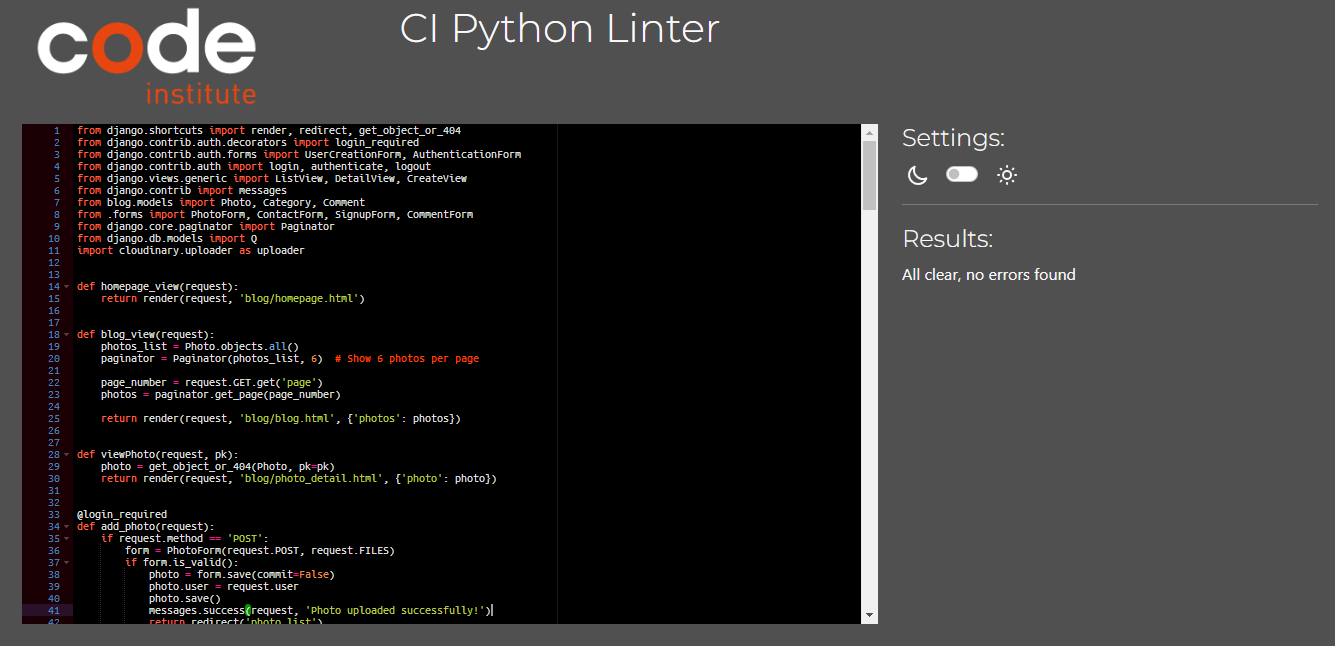 code
institute
CI Python Linter
1 from django.shortcuts import render, redirect, get_object_or_404
2 from django.contrib.auth.decorators import login_required
3 from django.contrib.auth.forms import UserCreationForm, AuthenticationForm
4 from django.contrib.auth import login, authenticate, logout
5 from django.views.generic import ListView, DetailView, CreateView
6 from django.contrib import messages
7 from blog.models import Photo, Category, Comment
8 from .forms import PhotoForm, ContactForm, SignupForm, CommentForm
9 from django.core.paginator import Paginator
10 from django.db.models import Q
11 import cloudinary.uploader as uploader
12
13
14 def homepage_view(request):
15     return render(request, 'blog/homepage.html')
16
17
18 def blog_view(request):
19     photos_list = Photo.objects.all()
20     paginator = Paginator(photos_list, 6)  # Show 6 photos per page
21
22     page_number = request.GET.get('page')
23     photos = paginator.get_page(page_number)
24
25     return render(request, 'blog/blog.html', {'photos': photos})
26
27
28 def viewPhoto(request, pk):
29     photo = get_object_or_404(Photo, pk=pk)
30     return render(request, 'blog/photo_detail.html', {'photo': photo})
31
32
33 @login_required
34 def add_photo(request):
35     if request.method == 'POST':
36         form = PhotoForm(request.POST, request.FILES)
37         if form.is_valid():
38             photo = form.save(commit=False)
39             photo.user = request.user
40             photo.save()
41             messages.success(request, 'Photo uploaded successfully!')
42             return redirect('photo_list')
Settings:
Results:
All clear, no errors found